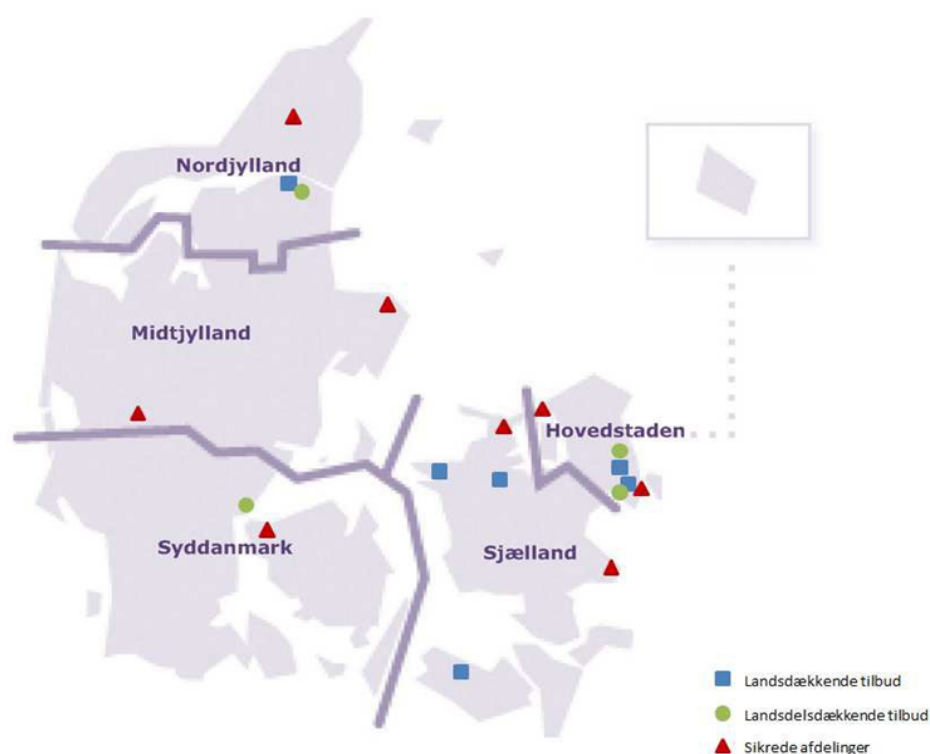 Nordjylland
Midtjylland
Hovedstaden
Syddanmark
Sjælland
Landsdækkende tilbud
Landsdelsdækkende tilbud
Sikrede afdelinger